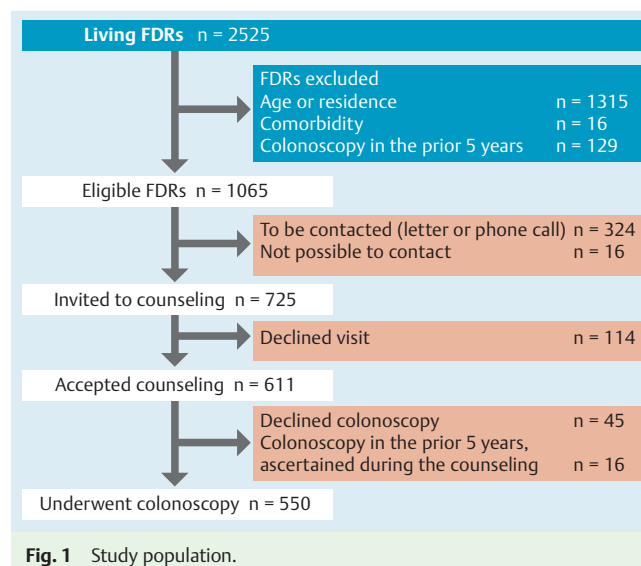 Living FDRs n = 2525
FDRs excluded
Age or residence n = 1315
Comorbidity n = 16
Colonoscopy in the prior 5 years n = 129
Eligible FDRs n = 1065
To be contacted (letter or phone call) n = 324
Not possible to contact n = 16
Invited to counseling n = 725
Declined visit n = 114
Accepted counseling n = 611
Declined colonoscopy n = 45
Colonoscopy in the prior 5 years,
ascertained during the counseling n = 16
Underwent colonoscopy n = 550
Fig. 1 Study population.